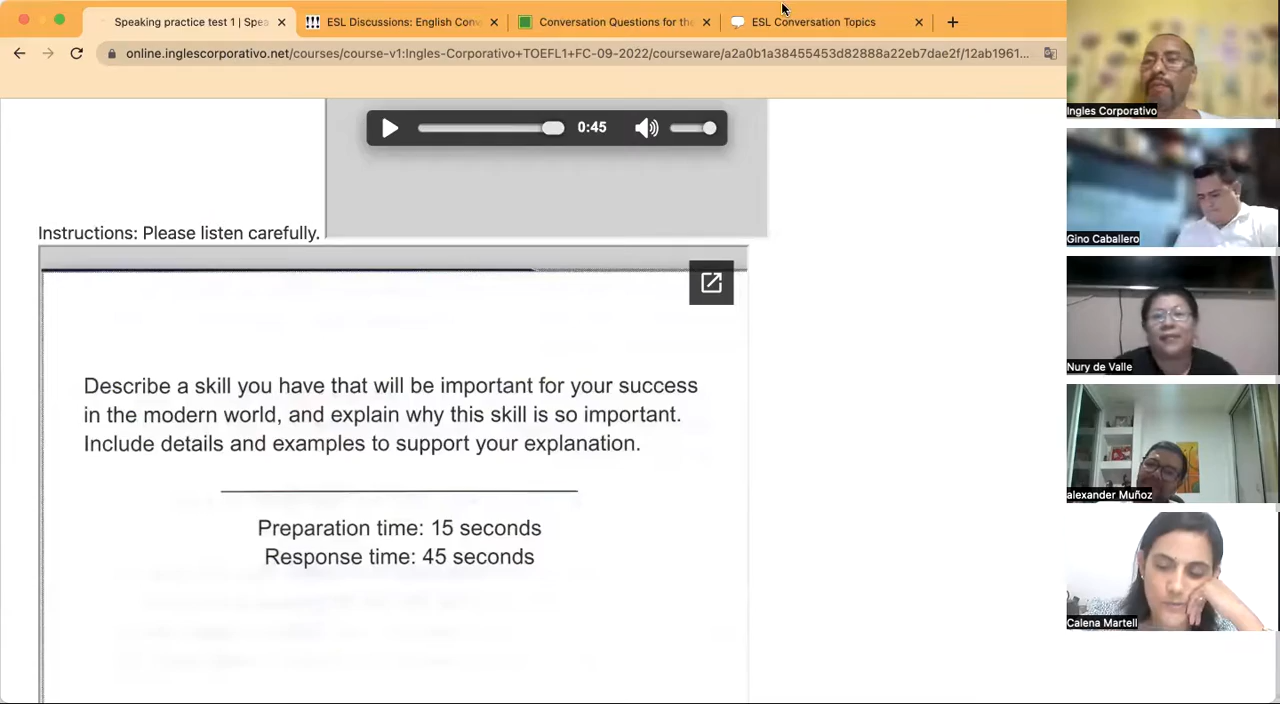 Speaking practice test 1 | Spea
ESL Discussions: English Conv
Conversation Questions for the
ESL Conversation Topics
online.inglescorporativo.net/courses/course-v1:Ingles-Corporativo+TOEFL1+FC-09-2022/courseware/a2a0b1a38455453d82888a22eb7dae2f/12ab1961...
0:45
Instructions: Please listen carefully.
Describe a skill you have that will be important for your success
in the modern world, and explain why this skill is so important.
Include details and examples to support your explanation.
Preparation time: 15 seconds
Response time: 45 seconds
Ingles Corporativo
Gino Caballero
Nury de Valle
alexander Muñoz
Calena Martell